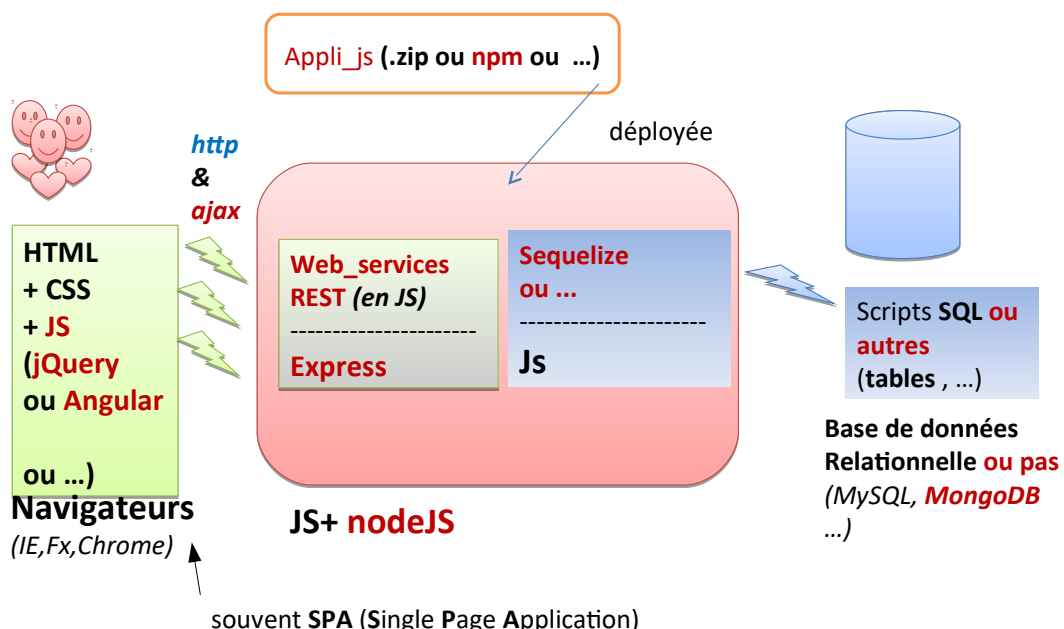 Appli_js (.zip ou npm ou ...)
déployée
http
&
ajax
HTML
+ CSS
+ JS
(jQuery
ou Angular
ou ...)
Navigateurs
(IE,Fx,Chrome)
Web_services
REST (en JS)
----------------------
Express
Sequelize
ou ...
----------------------
Js
JS+ nodeJS
Scripts SQL ou
autres
(tables , ...)
Base de données
Relationnelle ou pas
(MySQL, MongoDB
...)
souvent SPA (Single Page Application)